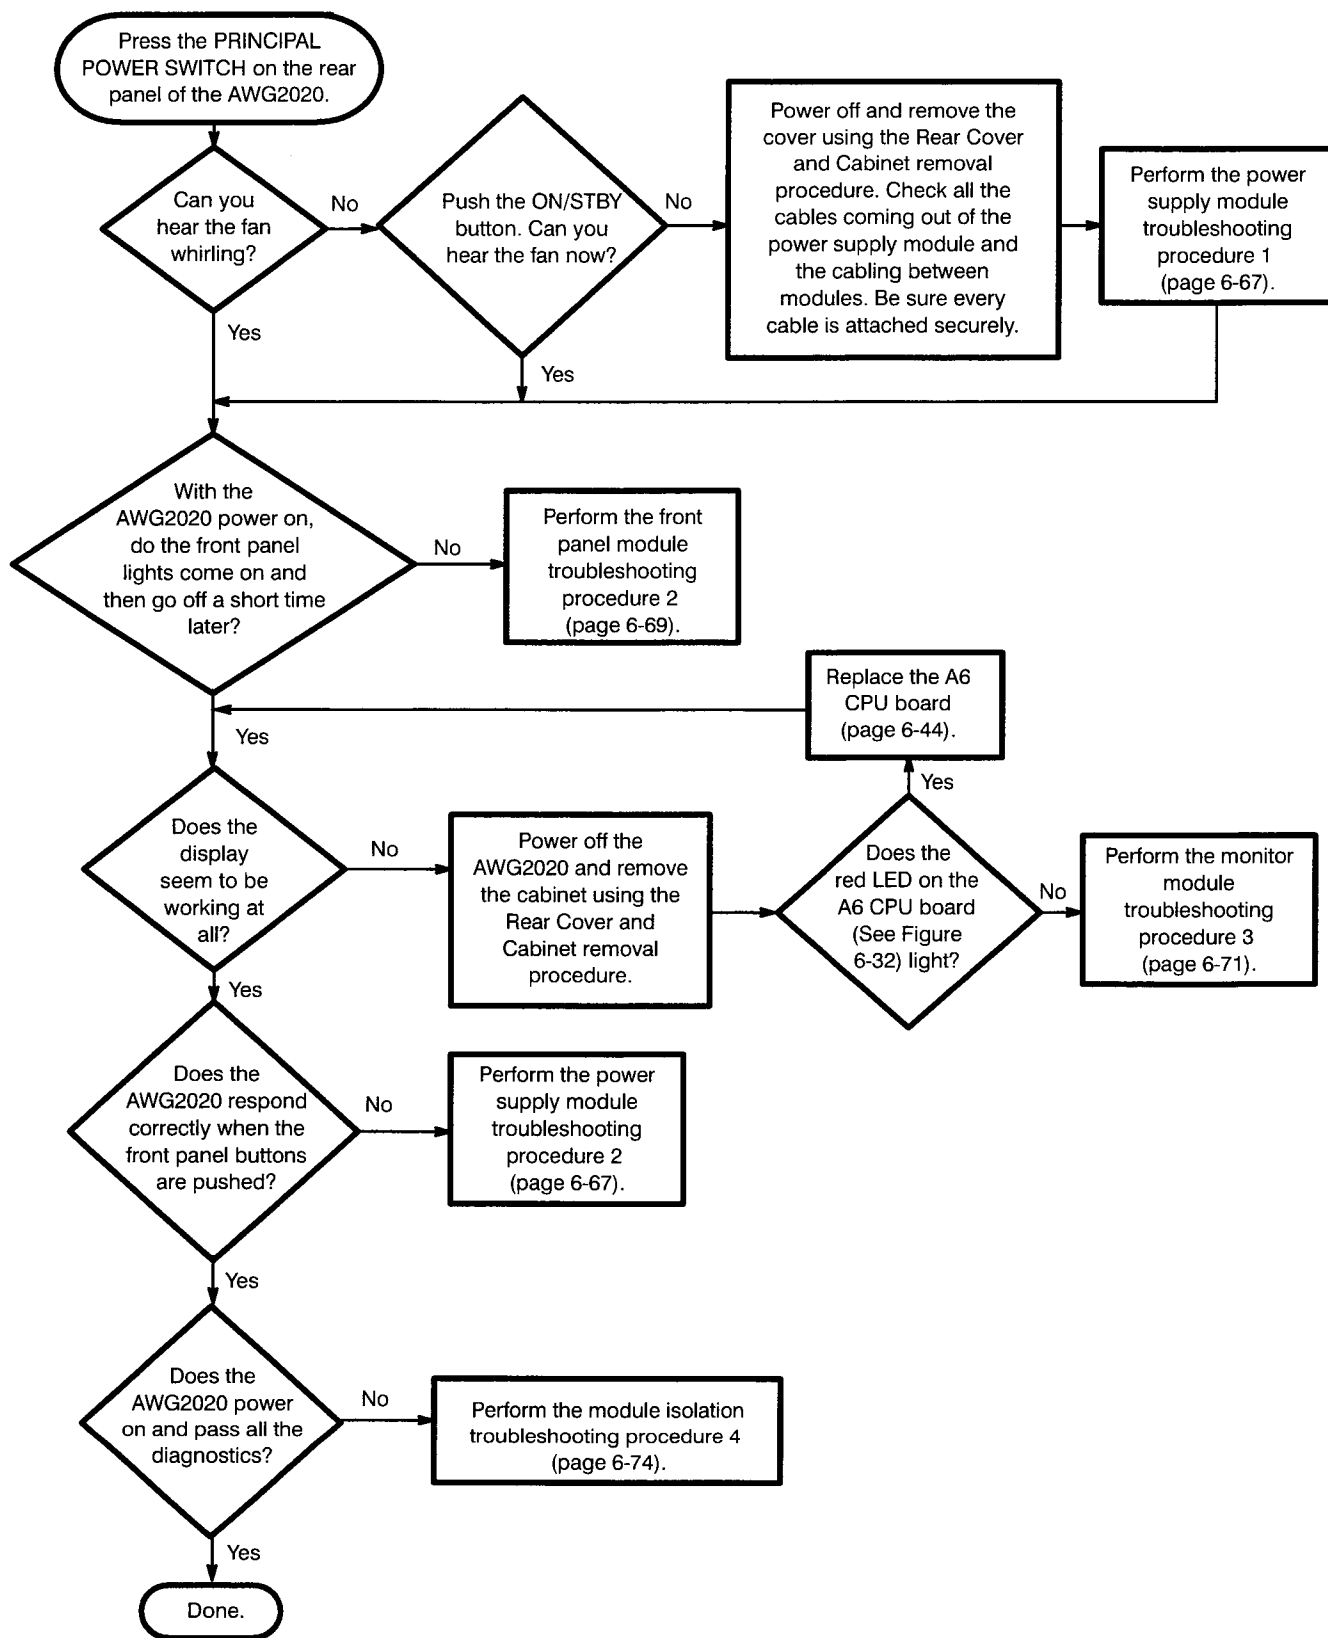 Press the PRINCIPAL
POWER SWITCH on the rear
panel of the AWG2020.
Can you
hear the fan
whirling?
No
Yes
Push the ON/STBY
button. Can you
hear the fan now?
No
Yes
Power off and remove the
cover using the Rear Cover
and Cabinet removal
procedure. Check all the
cables coming out of the
power supply module and
the cabling between
modules. Be sure every
cable is attached securely.
Perform the power
supply module
troubleshooting
procedure 1
(page 6-67).
With the
AWG2020 power on,
do the front panel
lights come on and
then go off a short time
later?
No
Yes
Perform the front
panel module
troubleshooting
procedure 2
(page 6-69).
Replace the A6
CPU board
(page 6-44).
Yes
Does the
display
seem to be
working at
all?
No
Yes
Power off the
AWG2020 and remove
the cabinet using the
Rear Cover and
Cabinet removal
procedure.
Does the
red LED on the
A6 CPU board
(See Figure
6-32) light?
No
Perform the monitor
module
troubleshooting
procedure 3
(page 6-71).
Does the
AWG2020 respond
correctly when the
front panel buttons
are pushed?
No
Yes
Perform the power
supply module
troubleshooting
procedure 2
(page 6-67).
Does the
AWG2020 power
on and pass all the
diagnostics?
No
Yes
Perform the module isolation
troubleshooting procedure 4
(page 6-74).
Done.